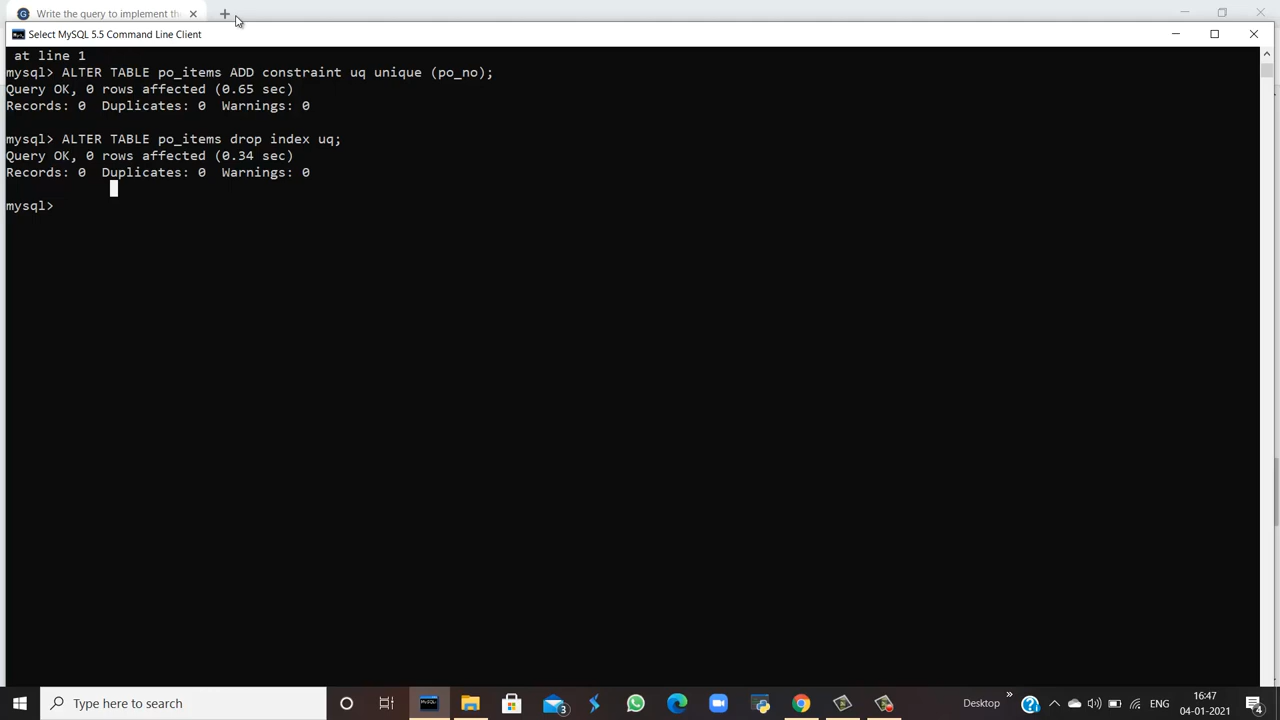 Write the query to implement th
Select MySQL 5.5 Command Line Client
at line 1
mysql> ALTER TABLE po_items ADD constraint uq unique (po_no);
Query OK, 0 rows affected (0.65 sec)
Records: 0  Duplicates: 0  Warnings: 0
mysql> ALTER TABLE po_items drop index uq;
Query OK, 0 rows affected (0.34 sec)
Records: 0  Duplicates: 0  Warnings: 0
mysql>
Type here to search
MySQL
3
Desktop
ENG
16:47
04-01-2021
4